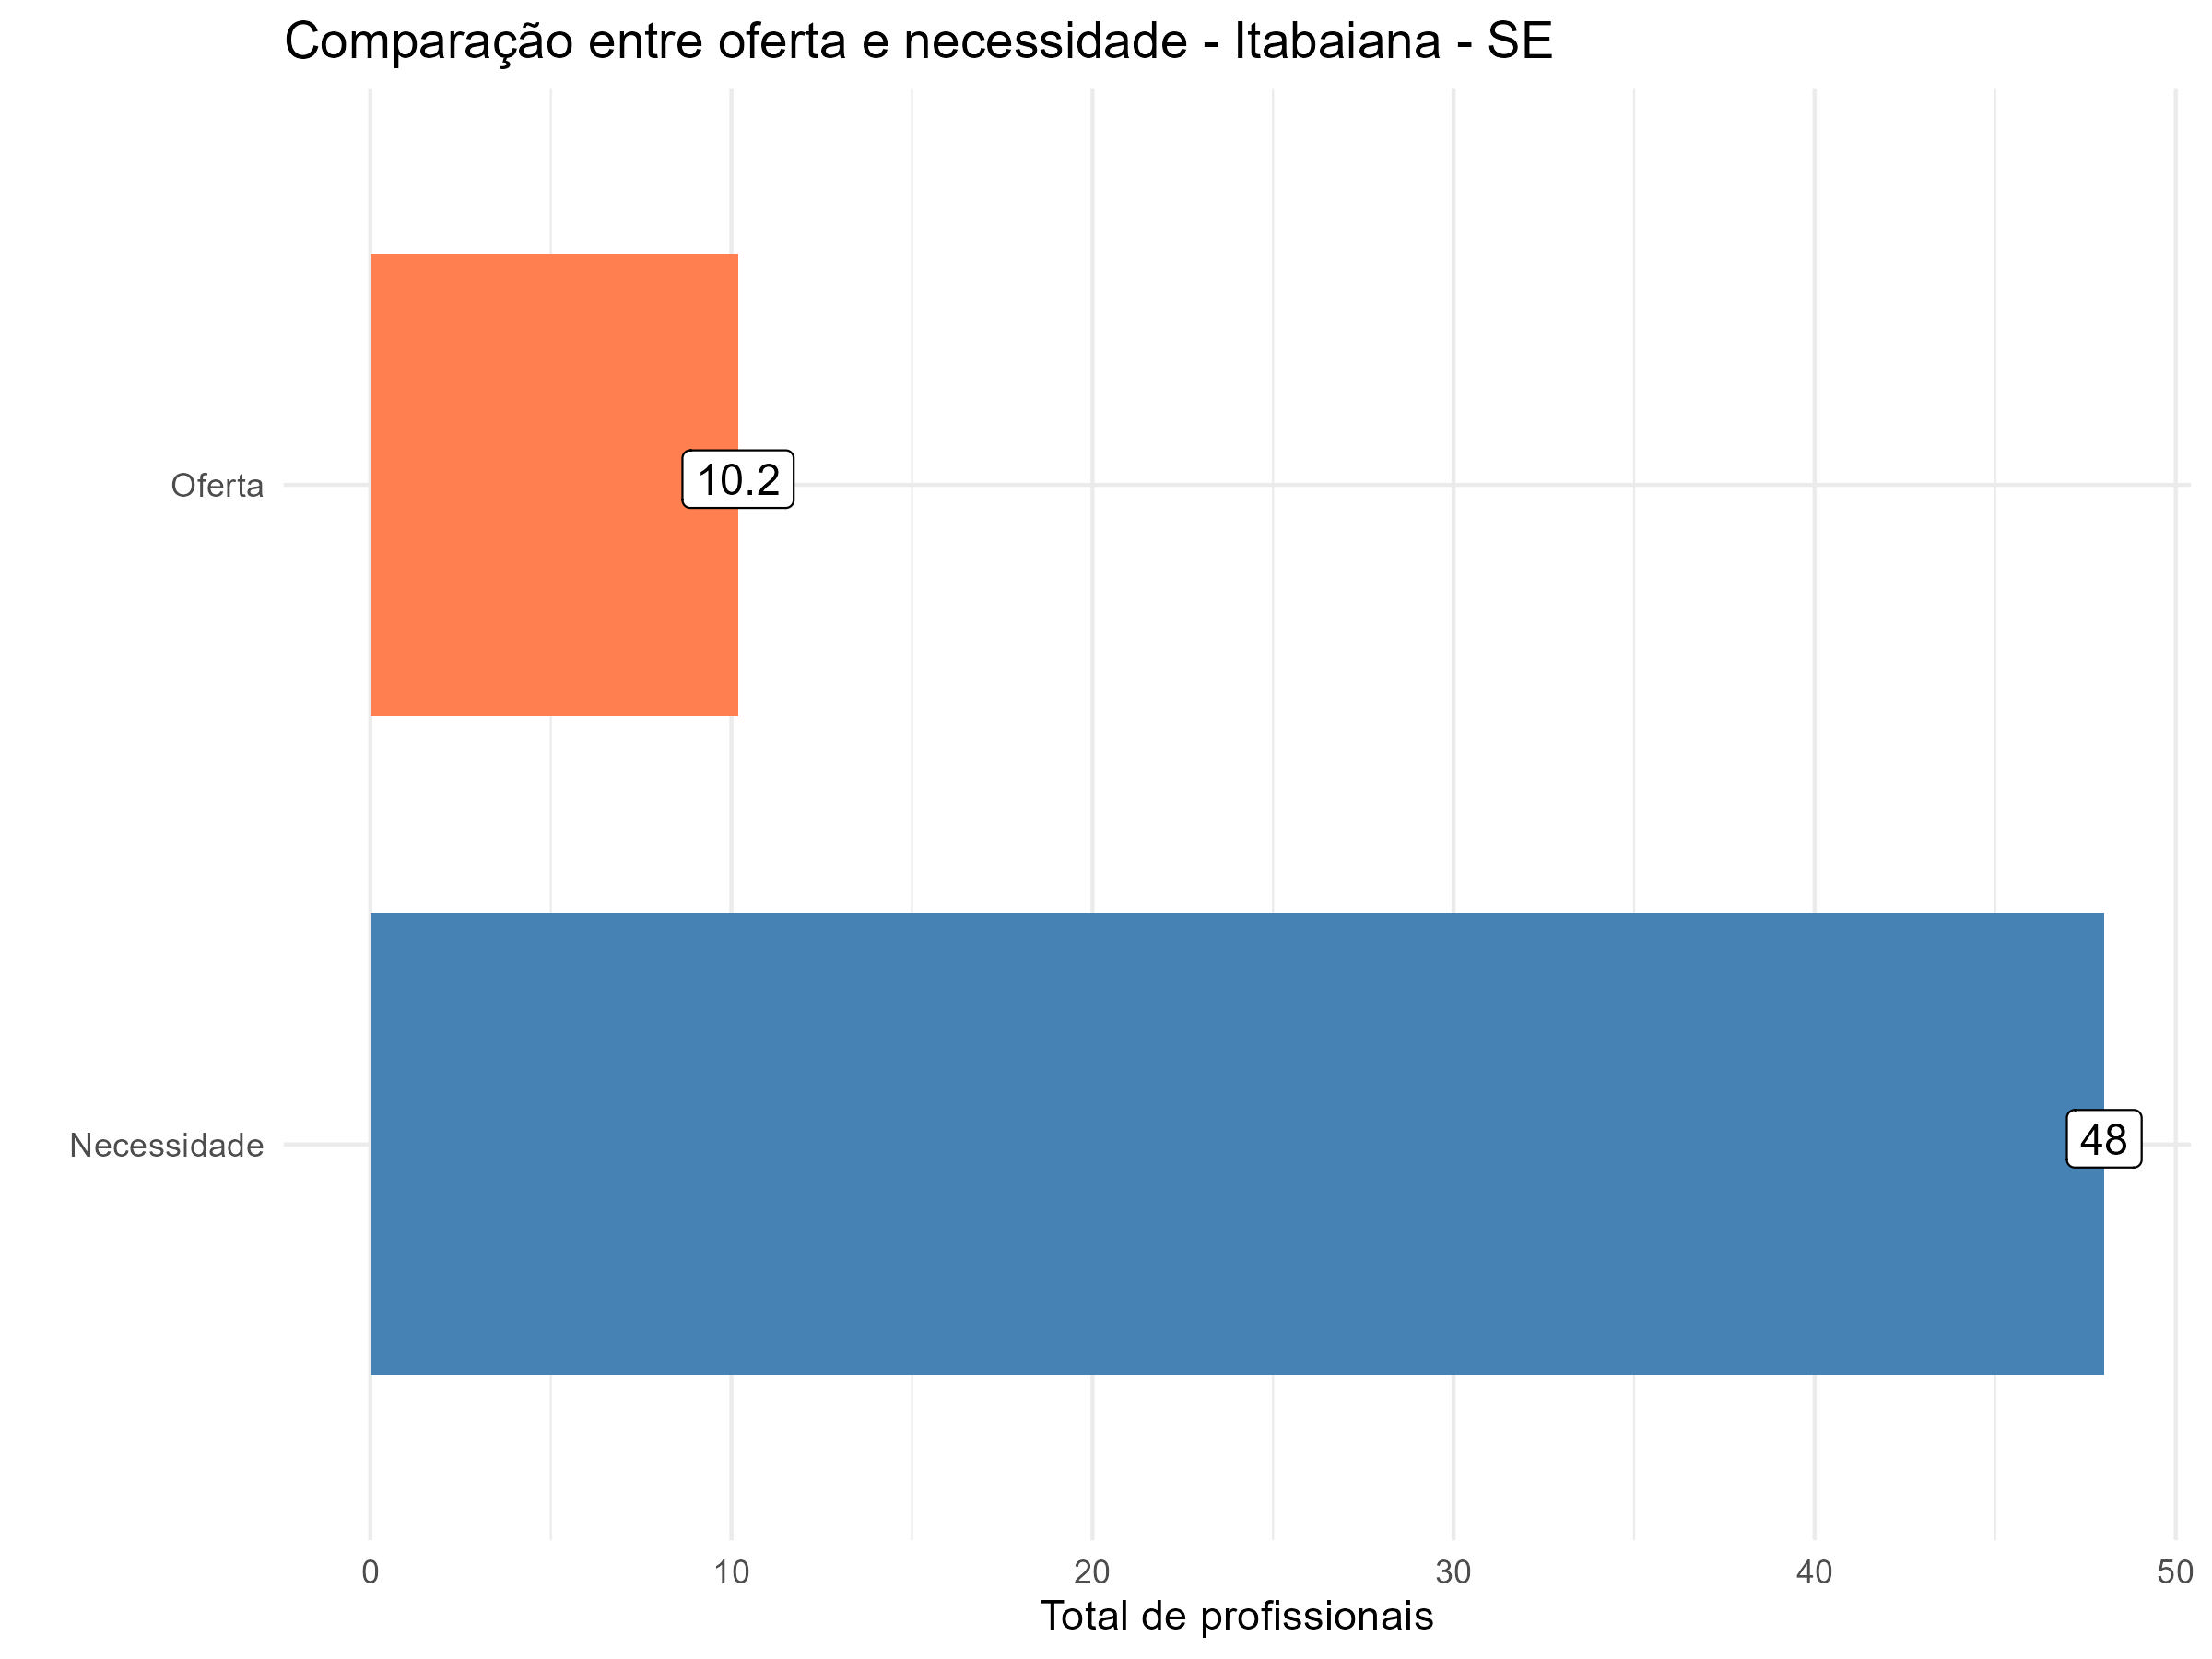 Comparação entre oferta e necessidade - Itabaiana - SE
Oferta
10.2
Necessidade
48
0 10 20 30 40 50
Total de profissionais